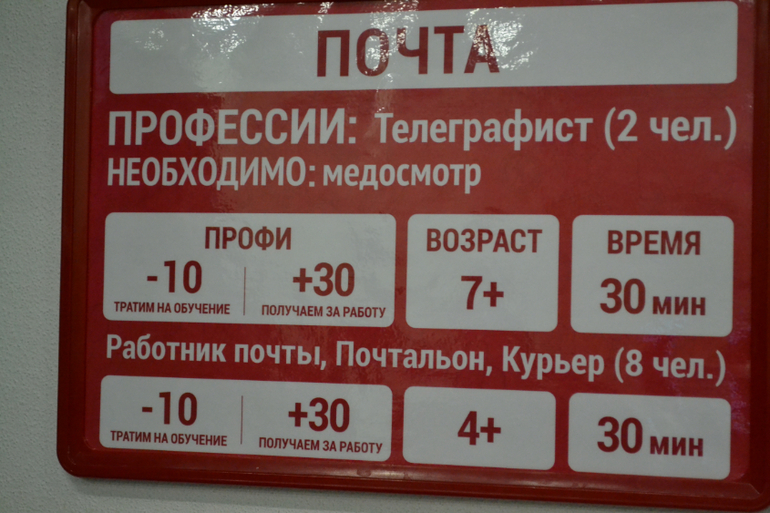 ПОЧТА
ПРОФЕССИИ: Телеграфист (2 чел.)
НЕОБХОДИМО: медосмотр
ПРОФИ ВОЗРАСТ ВРЕМЯ
-10 +30 7+ 30 мин
ТРАТИМ НА ОБУЧЕНИЕ ПОЛУЧАЕМ ЗА РАБОТУ
Работник почты, Почтальон, Курьер (8 чел.)
-10 +30 4+ 30 мин
ТРАТИМ НА ОБУЧЕНИЕ ПОЛУЧАЕМ ЗА РАБОТУ